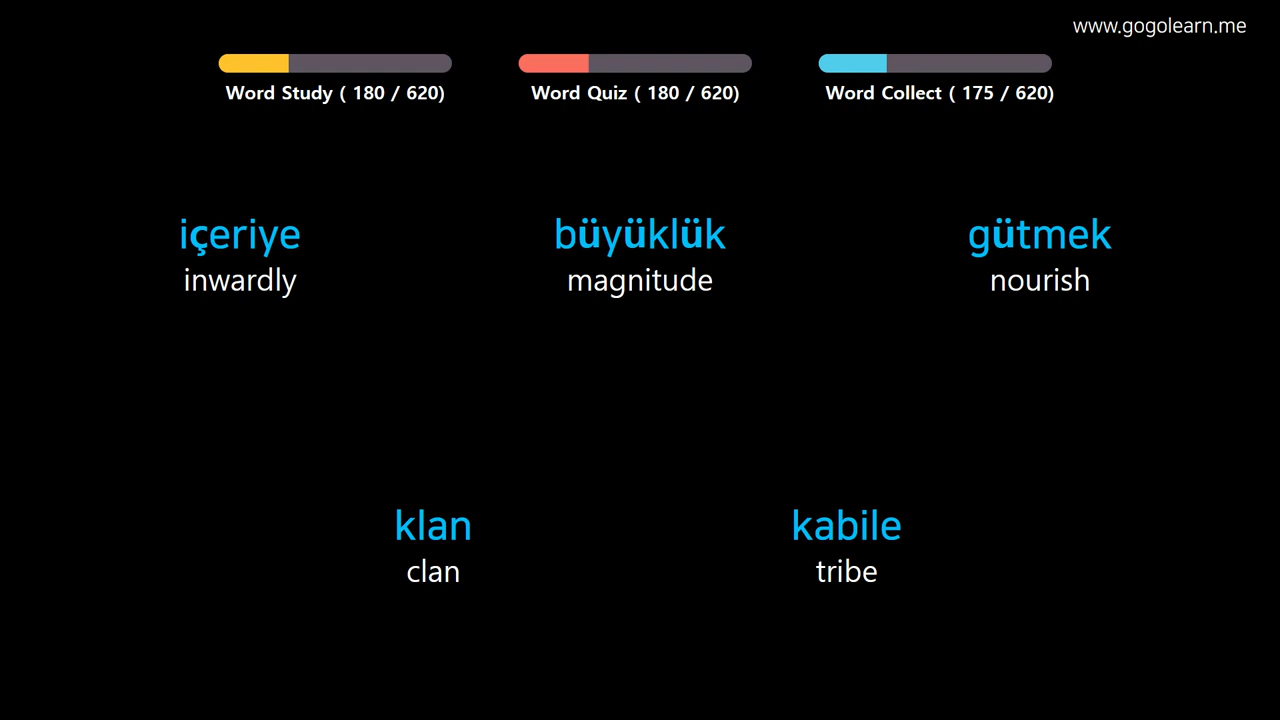 www.gogolearn.me
Word Study ( 180 / 620)
Word Quiz ( 180 / 620)
Word Collect ( 175 / 620)
içeriye
inwardly
büyüklük
magnitude
gütmek
nourish
klan
clan
kabile
tribe